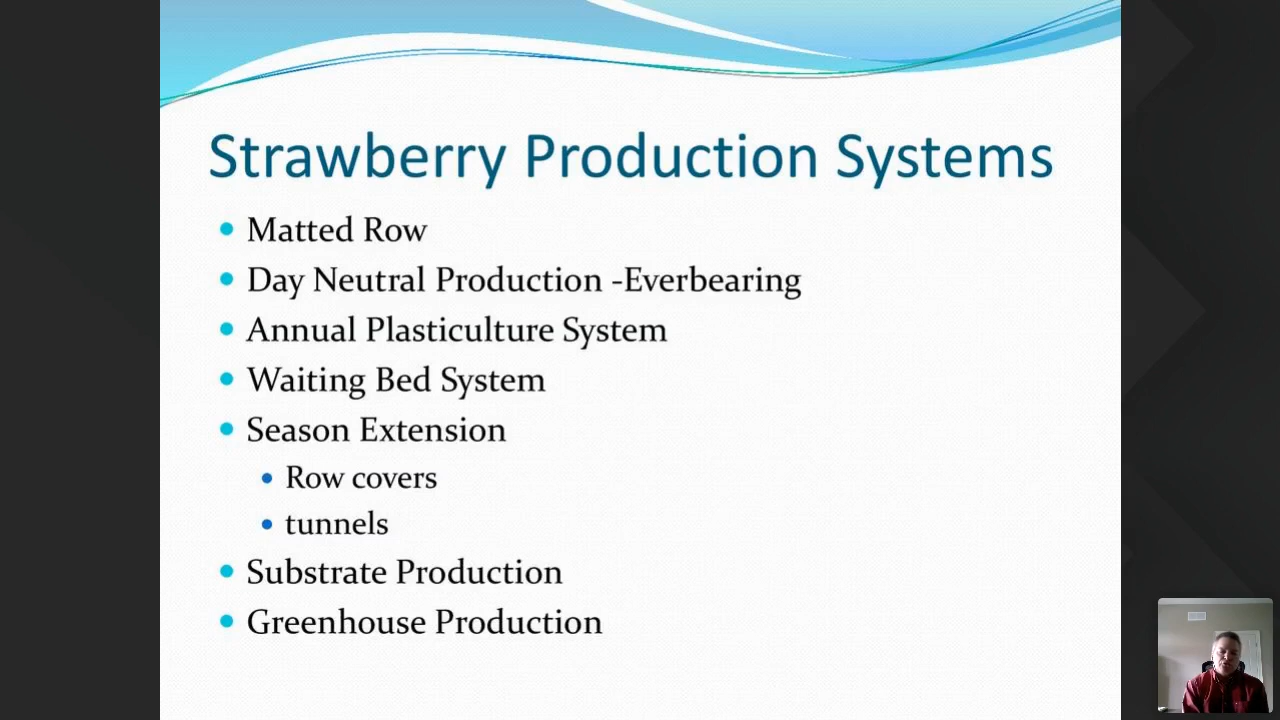 Strawberry Production Systems
Matted Row
Day Neutral Production -Everbearing
Annual Plasticulture System
Waiting Bed System
Season Extension
Row covers
tunnels
Substrate Production
Greenhouse Production